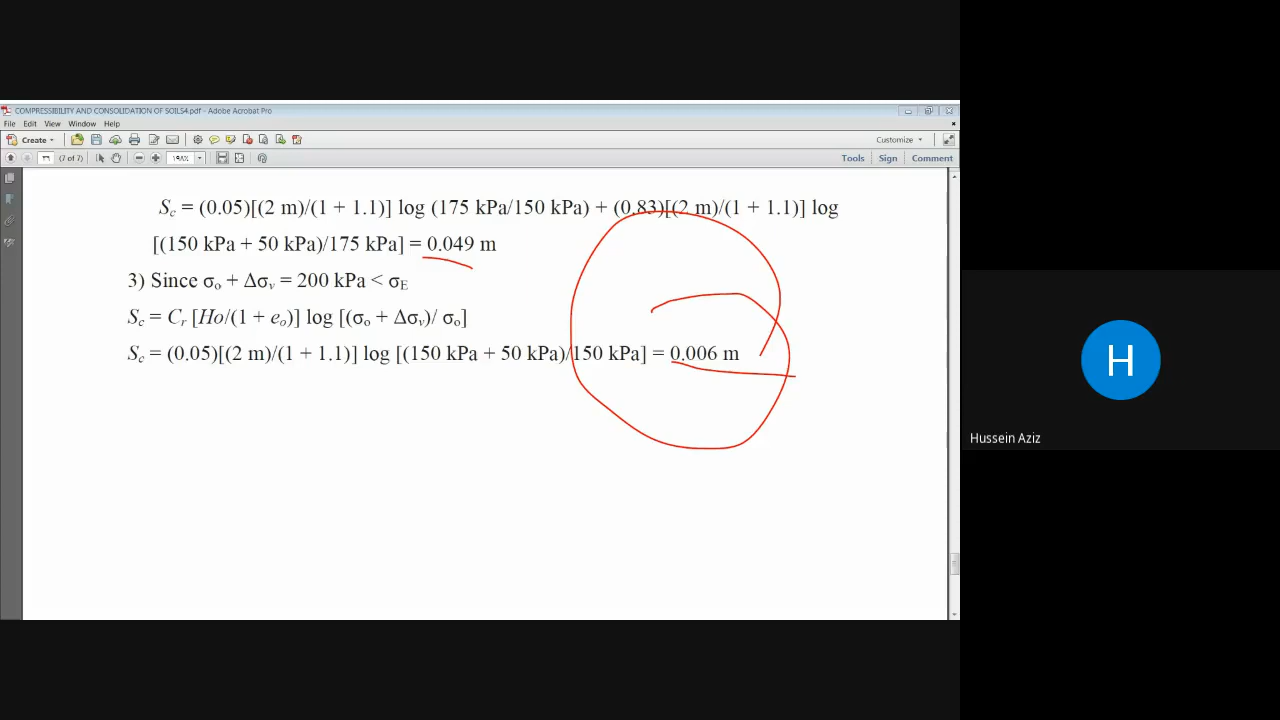 COMPRESSIBILITY AND CONSOLIDATION OF SOILS4.pdf - Adobe Acrobat Pro
File Edit View Window Help
Create Customize
(7 of 7) ١٩٨% Tools Sign Comment
Sc = (0.05)[(2 m)/(1 + 1.1)] log (175 kPa/150 kPa) + (0.83)[(2 m)/(1 + 1.1)] log
[(150 kPa + 50 kPa)/175 kPa] = 0.049 m
3) Since σo + Δσv = 200 kPa < σE
Sc = Cr [Ho/(1 + eo)] log [(σo + Δσv)/ σo]
Sc = (0.05)[(2 m)/(1 + 1.1)] log [(150 kPa + 50 kPa)/150 kPa] = 0.006 m
H
Hussein Aziz